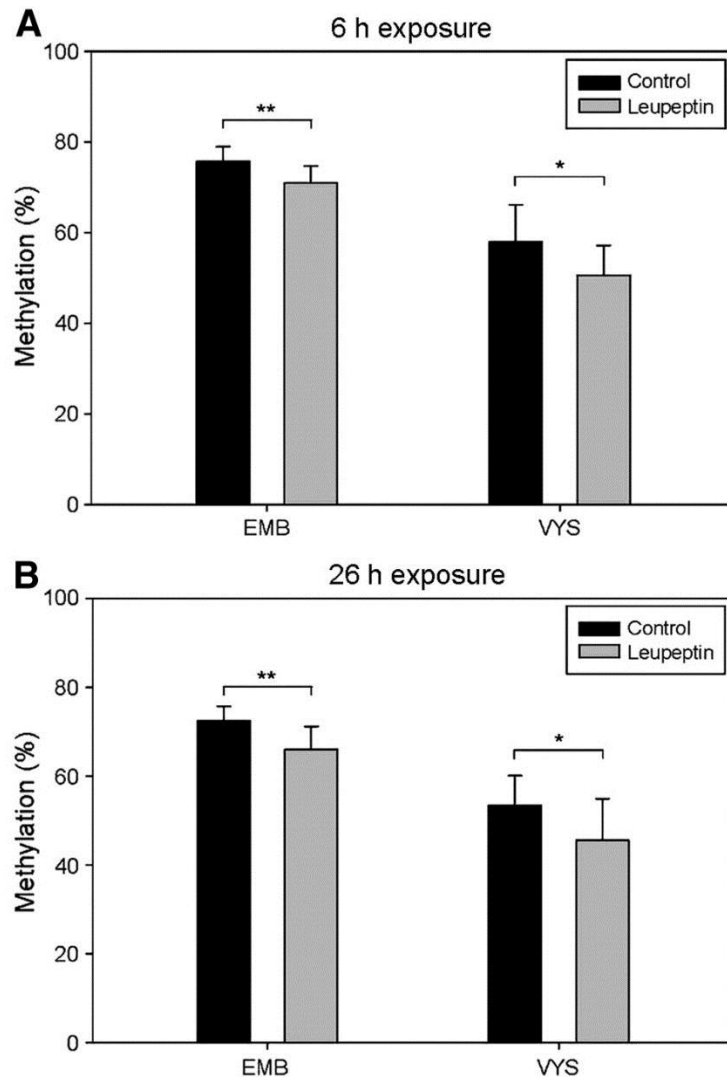 A
6 h exposure
100
80
60
40
20
0
Methylation (%)
Control
Leupeptin
**
*
EMB
VYS
B
26 h exposure
100
80
60
40
20
0
Methylation (%)
Control
Leupeptin
**
*
EMB
VYS